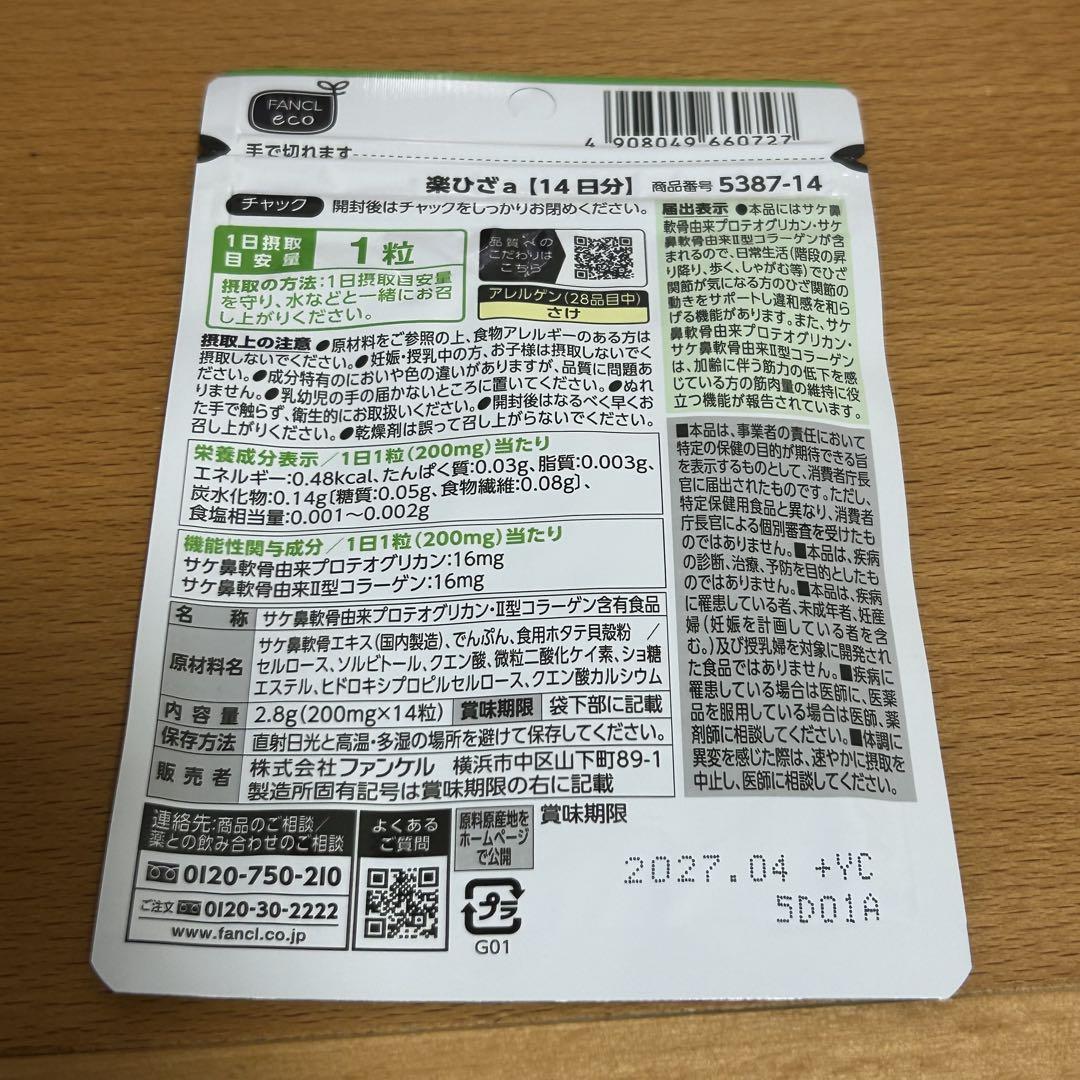 FANCL
eco
4 908049 660727
手で切れます
楽ひざa【14日分】 商品番号 5387-14
チャック 開封後はチャックをしっかりお閉めください。
1日摂取
目安量
1粒
摂取の方法:1日摂取目安量
を守り、水などと一緒にお召
し上がりください。
品質への
こだわりは
こちら
アレルゲン(28品目中)
さけ
摂取上の注意 ●原材料をご参照の上、食物アレルギーのある方は
摂取しないでください。●妊娠・授乳中の方、お子様は摂取しないでく
ださい。●成分特有のにおいや色の違いがありますが、品質に問題あ
りません。●乳幼児の手の届かないところに置いてください。●ぬれ
た手で触らず、衛生的にお取扱いください。●開封後はなるべく早くお
召し上がりください。●乾燥剤は誤って召し上がらないでください。
栄養成分表示/1日1粒(200mg)当たり
エネルギー:0.48kcal、たんぱく質:0.03g、脂質:0.003g、
炭水化物:0.14g〔糖質:0.05g、食物繊維:0.08g〕、
食塩相当量:0.001～0.002g
機能性関与成分/1日1粒(200mg)当たり
サケ鼻軟骨由来プロテオグリカン:16mg
サケ鼻軟骨由来Ⅱ型コラーゲン:16mg
名称 サケ鼻軟骨由来プロテオグリカン・Ⅱ型コラーゲン含有食品
原材料名
サケ鼻軟骨エキス(国内製造)、でんぷん、食用ホタテ貝殻粉/
セルロース、ソルビトール、クエン酸、微粒二酸化ケイ素、ショ糖
エステル、ヒドロキシプロピルセルロース、クエン酸カルシウム
内容量 2.8g(200mg×14粒) 賞味期限 袋下部に記載
保存方法 直射日光と高温・多湿の場所を避けて保存してください。
販売者
株式会社ファンケル 横浜市中区山下町89-1
製造所固有記号は賞味期限の右に記載
届出表示 ●本品にはサケ鼻
軟骨由来プロテオグリカン・サケ
鼻軟骨由来Ⅱ型コラーゲンが含
まれるので、日常生活(階段の昇
り降り、歩く、しゃがむ等)でひざ
関節が気になる方のひざ関節の
動きをサポートし違和感を和ら
げる機能があります。また、サケ
鼻軟骨由来プロテオグリカン・
サケ鼻軟骨由来Ⅱ型コラーゲン
は、加齢に伴う筋力の低下を感
じている方の筋肉量の維持に役
立つ機能が報告されています。
■本品は、事業者の責任において
特定の保健の目的が期待できる旨
を表示するものとして、消費者庁長
官に届出されたものです。ただし、
特定保健用食品と異なり、消費者
庁長官による個別審査を受けたも
のではありません。■本品は、疾病
の診断、治療、予防を目的としたも
のではありません。■本品は、疾病
に罹患している者、未成年者、妊産
婦(妊娠を計画している者を含
む。)及び授乳婦を対象に開発され
た食品ではありません。■疾病に
罹患している場合は医師に、医薬
品を服用している場合は医師、薬
剤師に相談してください。■体調に
異変を感じた際は、速やかに摂取を
中止し、医師に相談してください。
連絡先:商品のご相談/
薬との飲み合わせのご相談
0120-750-210
ご注文 0120-30-2222
www.fancl.co.jp
よくある
ご質問
原料原産地を
ホームページ
で公開
プラ
G01
賞味期限
2027.04 +YC
5D01A